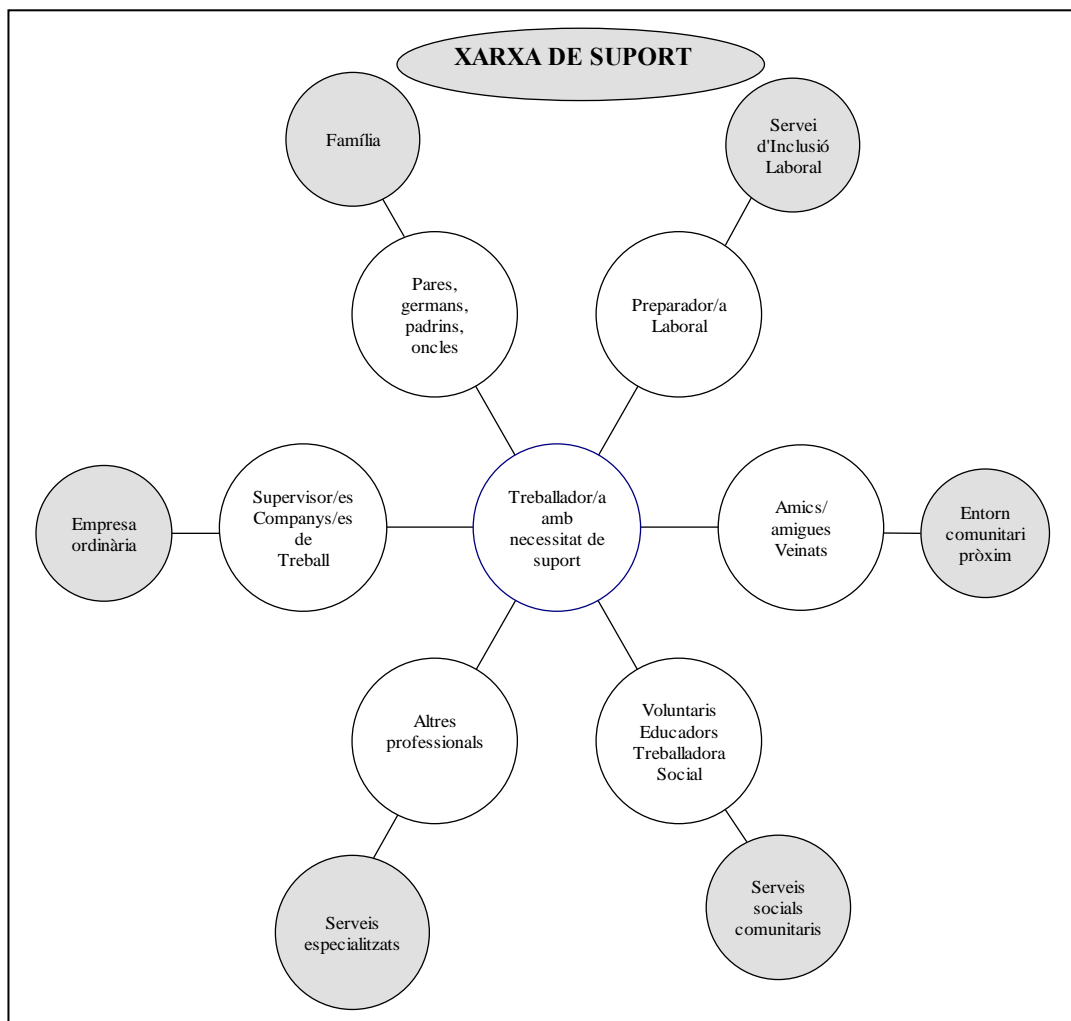 XARXA DE SUPORT
Família
Servei
d'Inclusió
Laboral
Pares,
germans,
padrins,
oncles
Preparador/a
Laboral
Empresa
ordinària
Supervisor/es
Companys/es
de
Treball
Treballador/a
amb
necessitat de
suport
Amics/
amigues
Veinats
Entorn
comunitari
pròxim
Altres
professionals
Voluntaris
Educadors
Treballadora
Social
Serveis
especialitzats
Serveis
socials
comunitaris